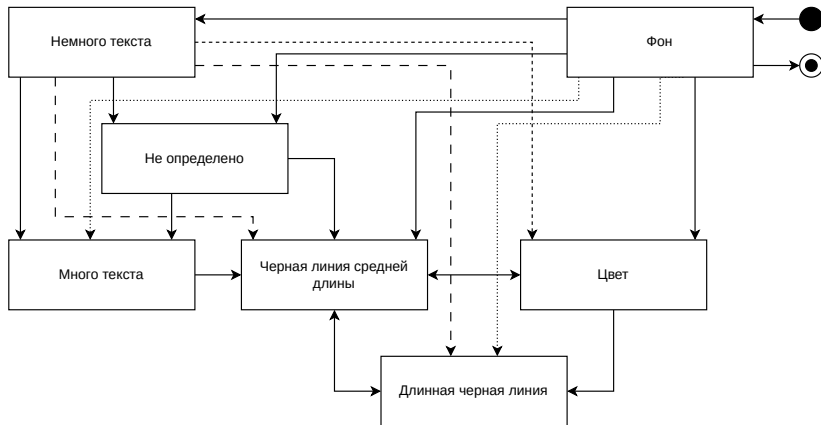 Немного текста
Фон
Не определено
Много текста
Черная линия средней
длины
Цвет
Длинная черная линия